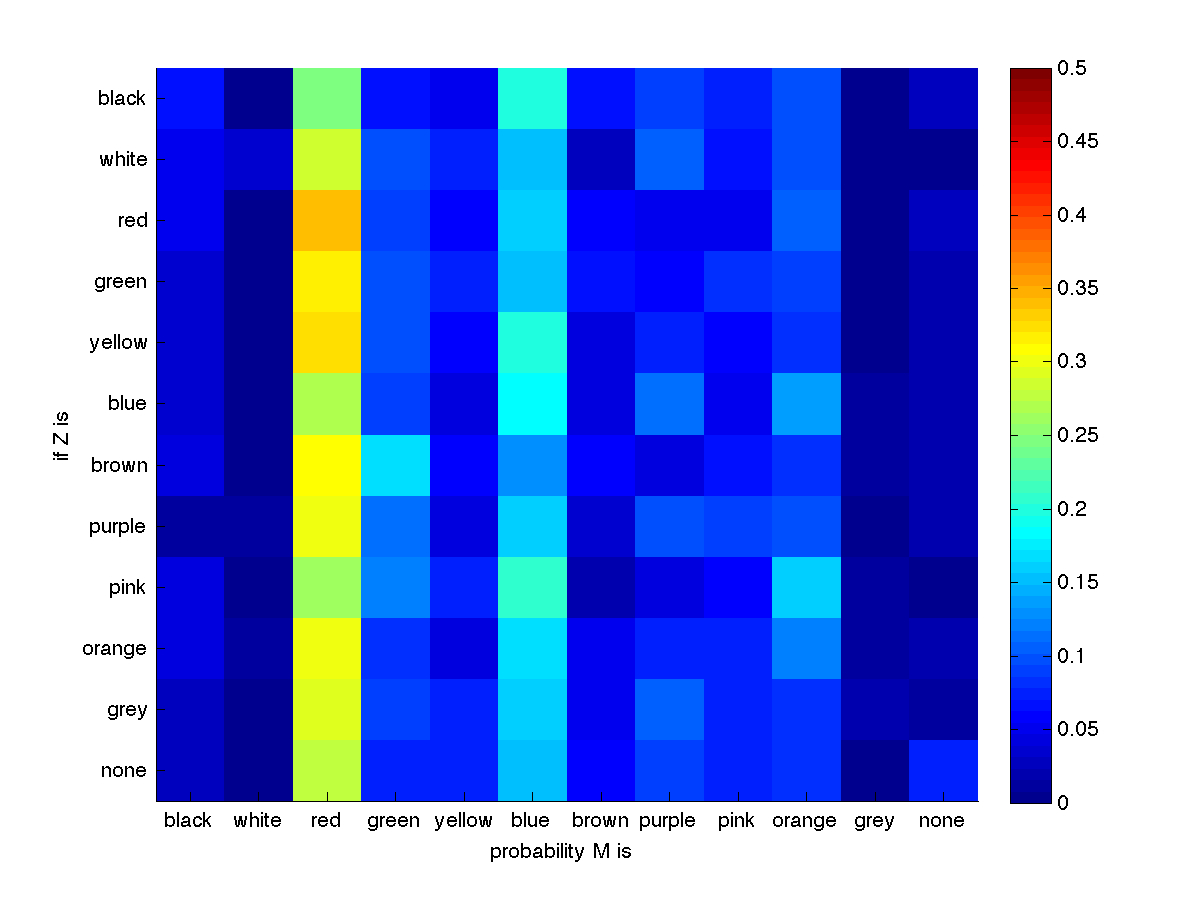 black
white
red
green
yellow
blue
brown
purple
pink
orange
grey
none
if Z is
black white red green yellow blue brown purple pink orange grey none
probability M is
0.5
0.45
0.4
0.35
0.3
0.25
0.2
0.15
0.1
0.05
0